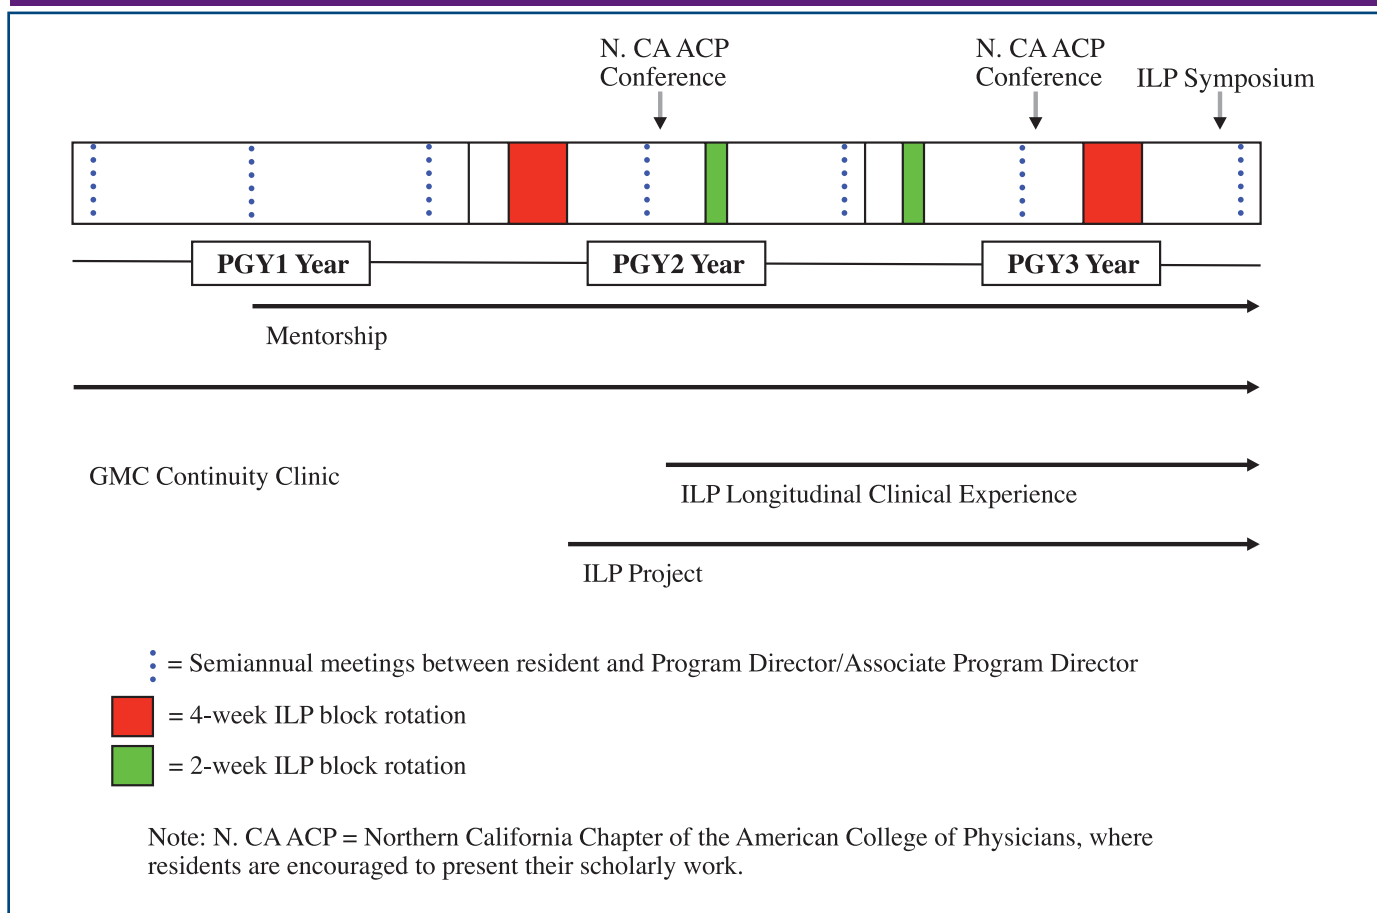 N. CA ACP
Conference
N. CA ACP
Conference
ILP Symposium
PGY1 Year
PGY2 Year
PGY3 Year
Mentorship
GMC Continuity Clinic
ILP Longitudinal Clinical Experience
ILP Project
= Semiannual meetings between resident and Program Director/Associate Program Director
= 4-week ILP block rotation
= 2-week ILP block rotation
Note: N. CA ACP = Northern California Chapter of the American College of Physicians, where
residents are encouraged to present their scholarly work.